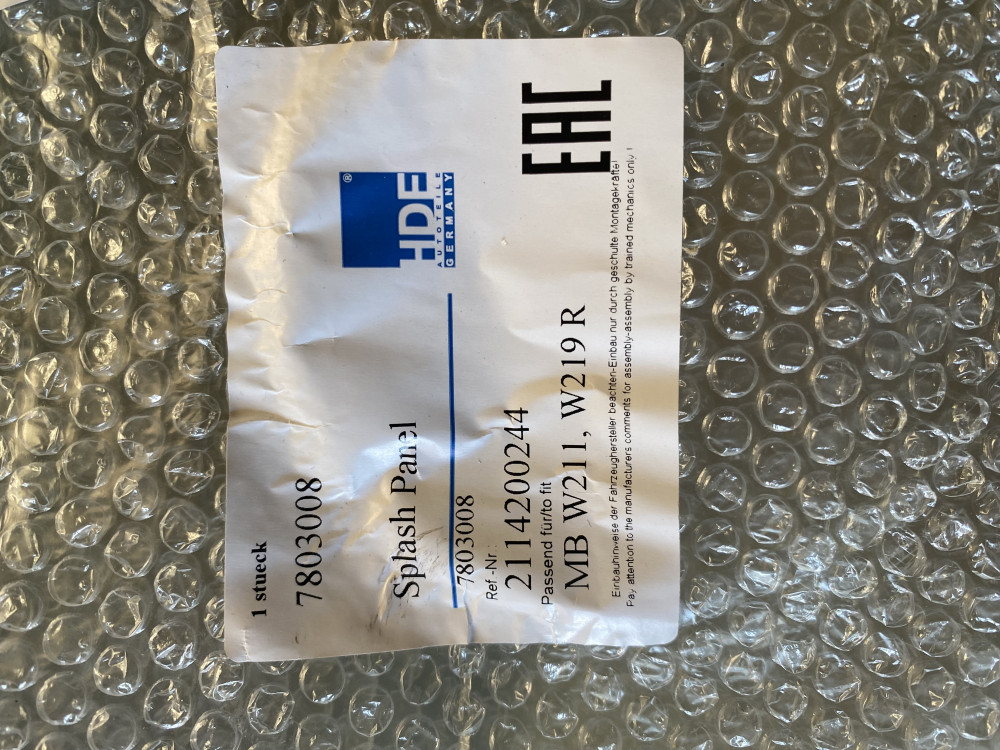 1 stueck
7803008
®
HDE
AUTOTEILE
GERMANY
Splash Panel
7803008
Ref.-Nr.:
2114200244
Passend für/to fit
MB W211, W219 R
EAC
Einbauhinweise der Fahrzeughersteller beachten-Einbau nur durch geschulte Montagekräfte!
Pay attention to the manufacturers comments for assembly-assembly by trained mechanics only !